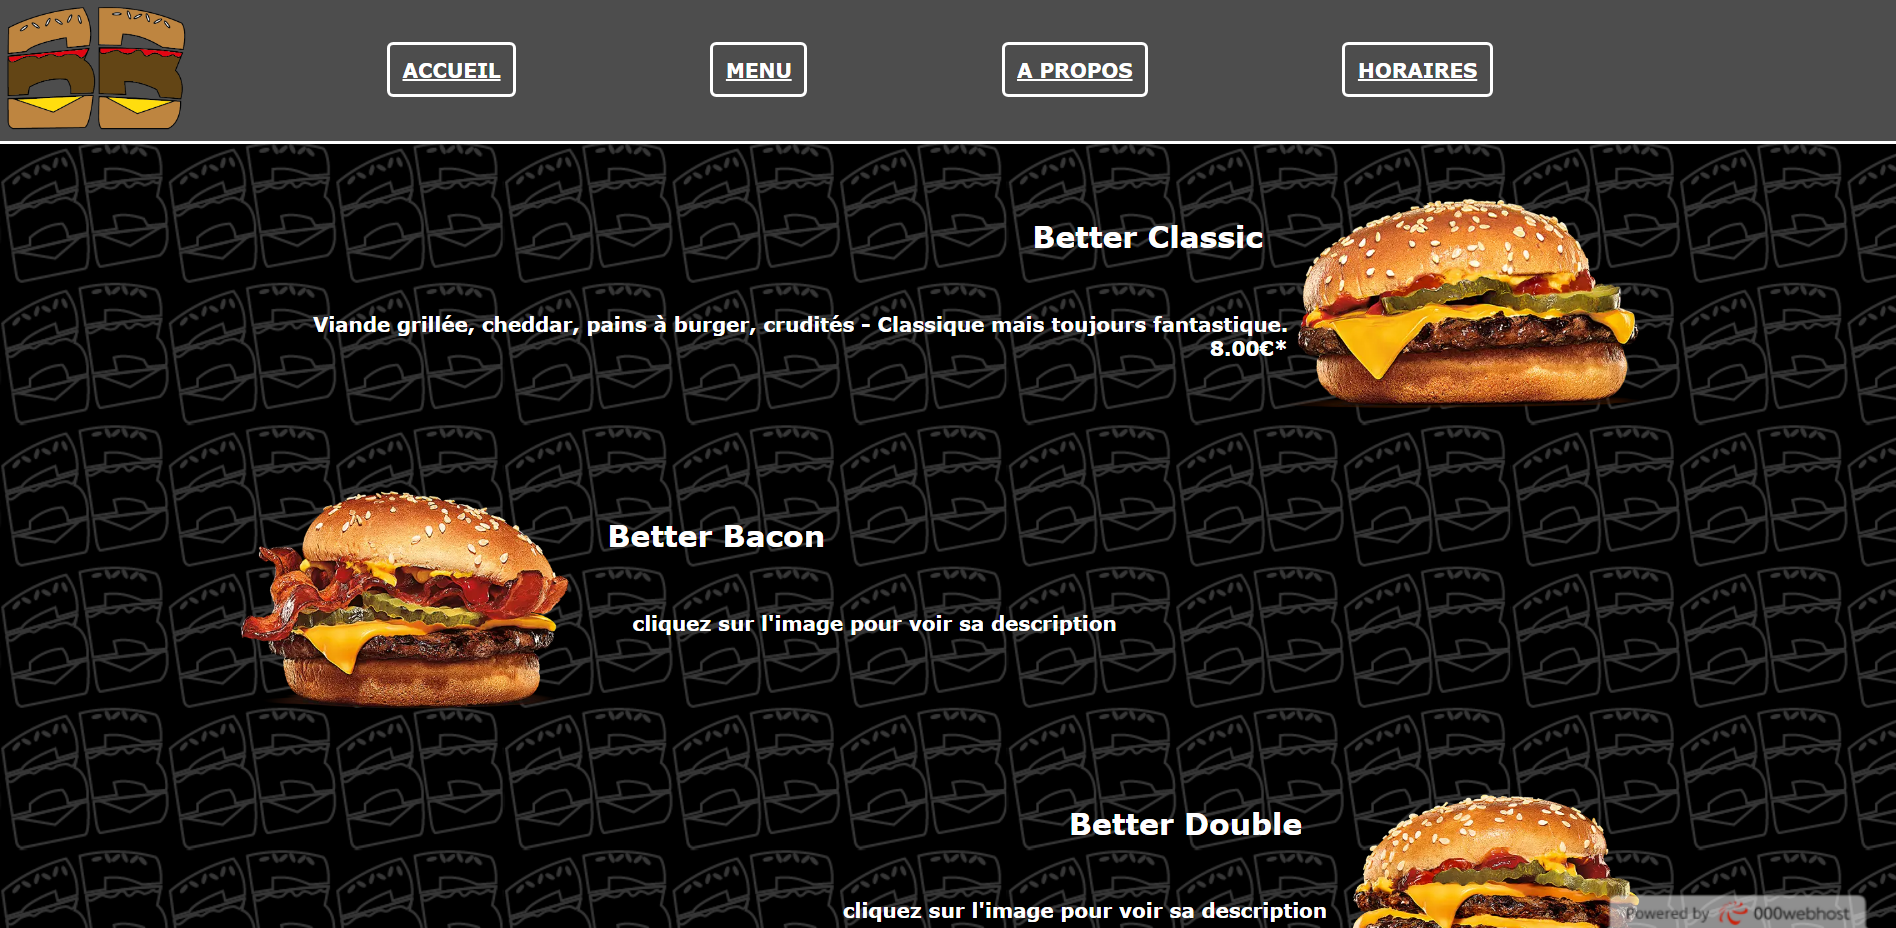 ACCUEIL
MENU
A PROPOS
HORAIRES
Better Classic
Viande grillée, cheddar, pains à burger, crudités - Classique mais toujours fantastique.
8.00€*
Better Bacon
cliquez sur l'image pour voir sa description
Better Double
cliquez sur l'image pour voir sa description
Powered by 000webhost